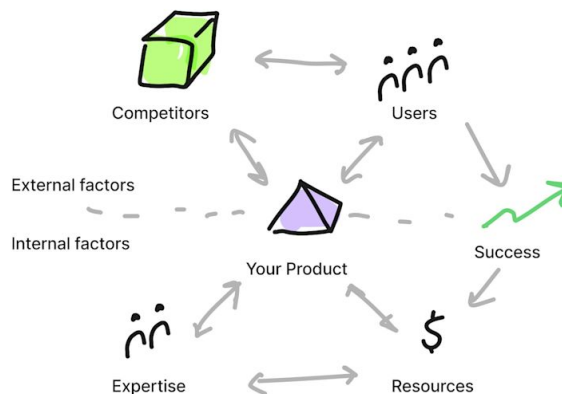 Competitors
Users
External factors
Internal factors
Success
Your Product
$
Expertise
Resources